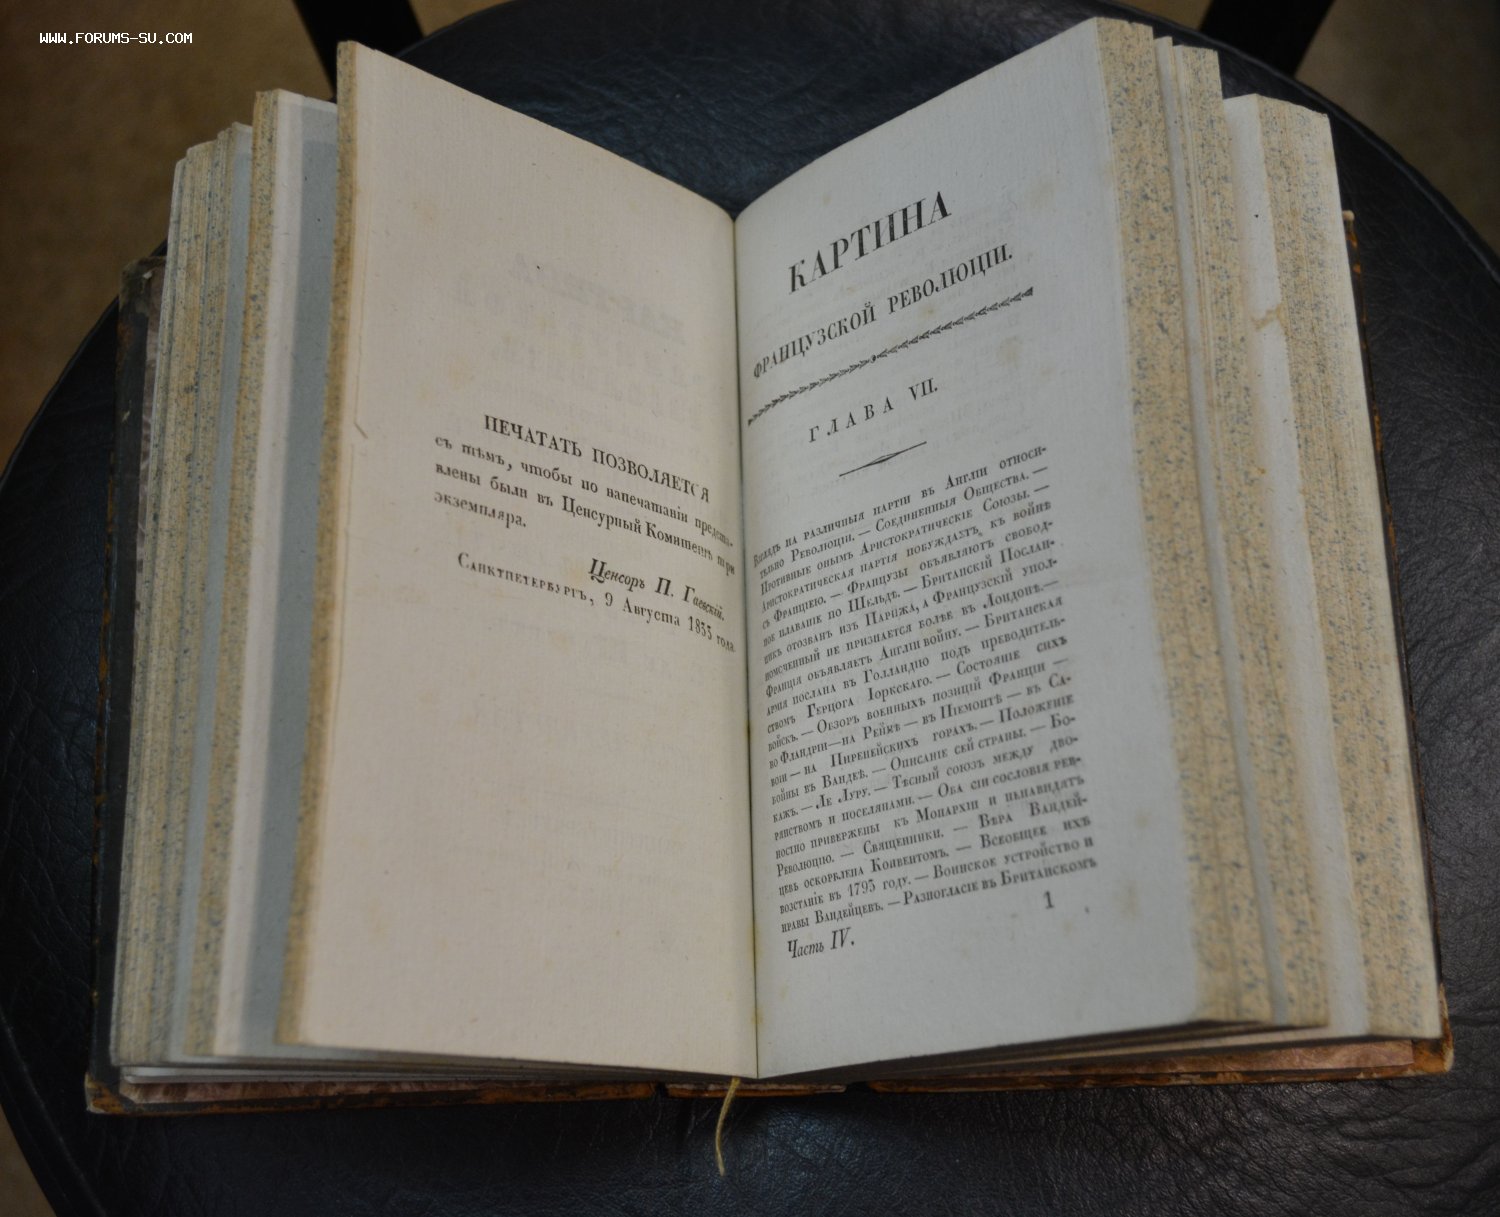 WWW.FORUMS-SU.COM
ПЕЧАТАТЬ ПОЗВОЛЯЕТСЯ
съ тѣмъ, чтобы по напечатаніи представ-
влены были въ Ценсурный Комитетъ три
экземпляра.
Ценсоръ П. Гаевскій.
Санктпетербургъ, 9 Августа 1833 года.
КАРТИНА
ФРАНЦУЗСКОЙ РЕВОЛЮЦІИ.
ГЛАВА VII.
Взглядъ на различныя партіи въ Англіи относи-
тельно Революціи. — Соединенныя Общества. —
Противные онымъ Аристократическіе Союзы. —
Аристократическая партія побуждаетъ къ войнѣ
съ Франціею. — Французы объявляютъ свобод-
ное плаваніе по Шельдѣ. — Британскій Послан-
никъ отозванъ изъ Парижа, а Французскій упол-
номоченный не признается болѣе въ Лондонѣ. —
Франція объявляетъ Англіи войну. — Британская
армія послана въ Голландію подъ преводитель-
ствомъ Герцога Іоркскаго. — Состояніе сихъ
войскъ. — Обзоръ военныхъ позицій Франціи —
во Фландріи — на Рейнѣ — въ Піемонтѣ — въ Са-
воіи — на Пиренейскихъ горахъ. — Положеніе
войны въ Вандеѣ. — Описаніе сей страны. — Бо-
кажъ. — Ле Луру. — Тѣсный союзъ между дво-
рянствомъ и поселянами. — Оба сіи сословія рев-
ностно привержены къ Монархіи и ненавидятъ
Революцію. — Священники. — Вѣра Вандей-
цевъ оскорблена Конвентомъ. — Всеобщее ихъ
возстаніе въ 1793 году. — Воинское устройство и
нравы Вандейцевъ. — Разногласіе въ Британскомъ
Часть IV. 1